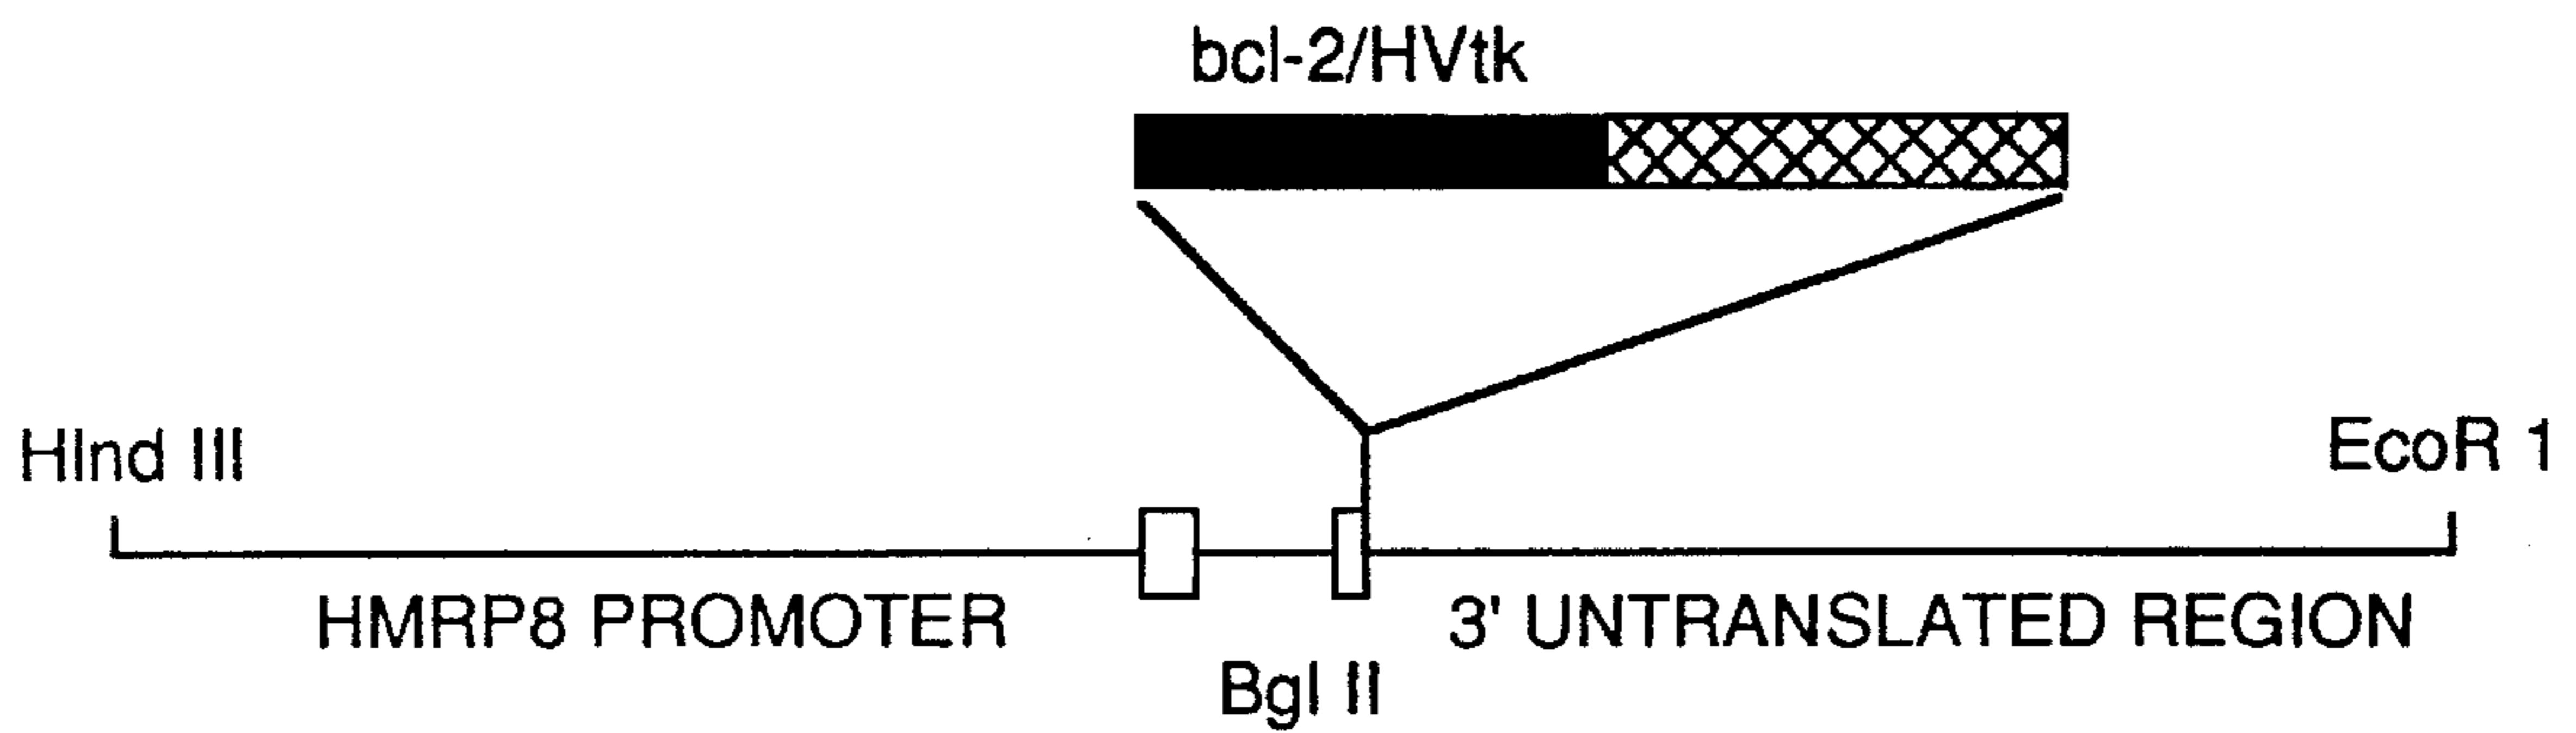 bcl-2/HVtk
HInd III
EcoR 1
HMRP8 PROMOTER
3' UNTRANSLATED REGION
Bgl II